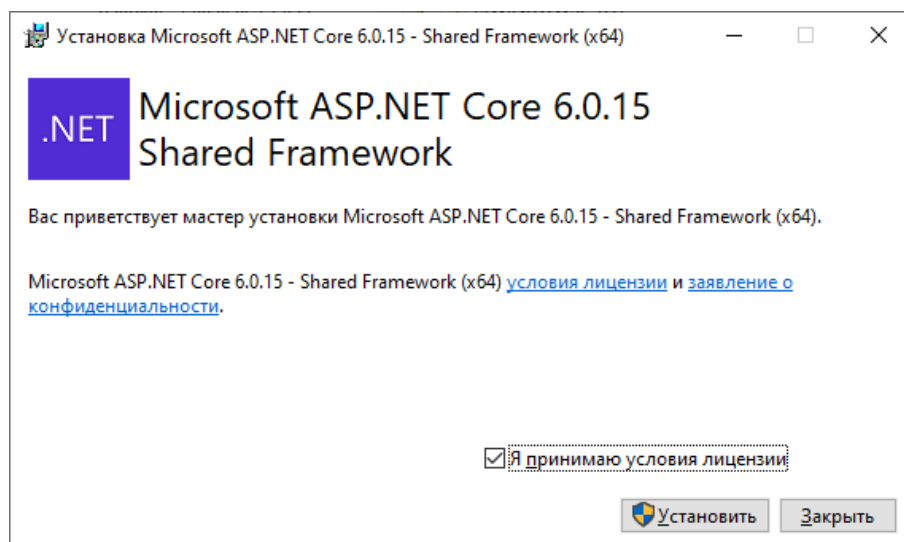 Установка Microsoft ASP.NET Core 6.0.15 - Shared Framework (x64)
.NET
Microsoft ASP.NET Core 6.0.15
Shared Framework
Вас приветствует мастер установки Microsoft ASP.NET Core 6.0.15 - Shared Framework (x64).
Microsoft ASP.NET Core 6.0.15 - Shared Framework (x64) условия лицензии и заявление о
конфиденциальности.
Я принимаю условия лицензии
Установить
Закрыть